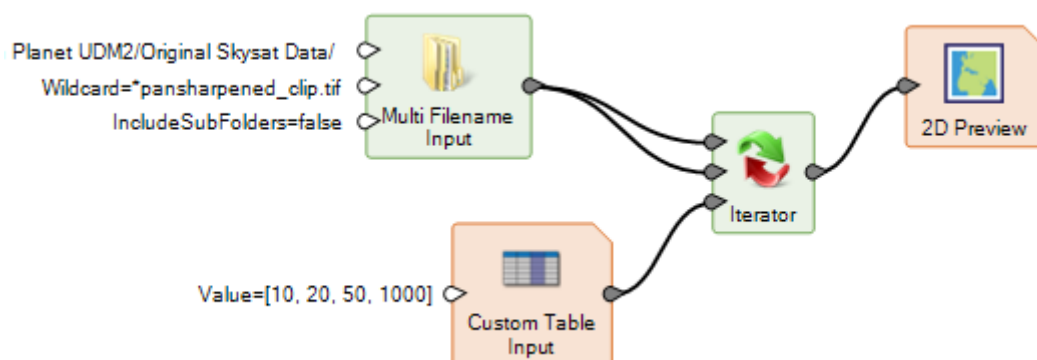 Planet UDM2/Original Skysat Data/
Wildcard=*pansharpened_clip.tif
IncludeSubFolders=false
Multi Filename
Input
2D Preview
Iterator
Value=[10, 20, 50, 1000]
Custom Table
Input